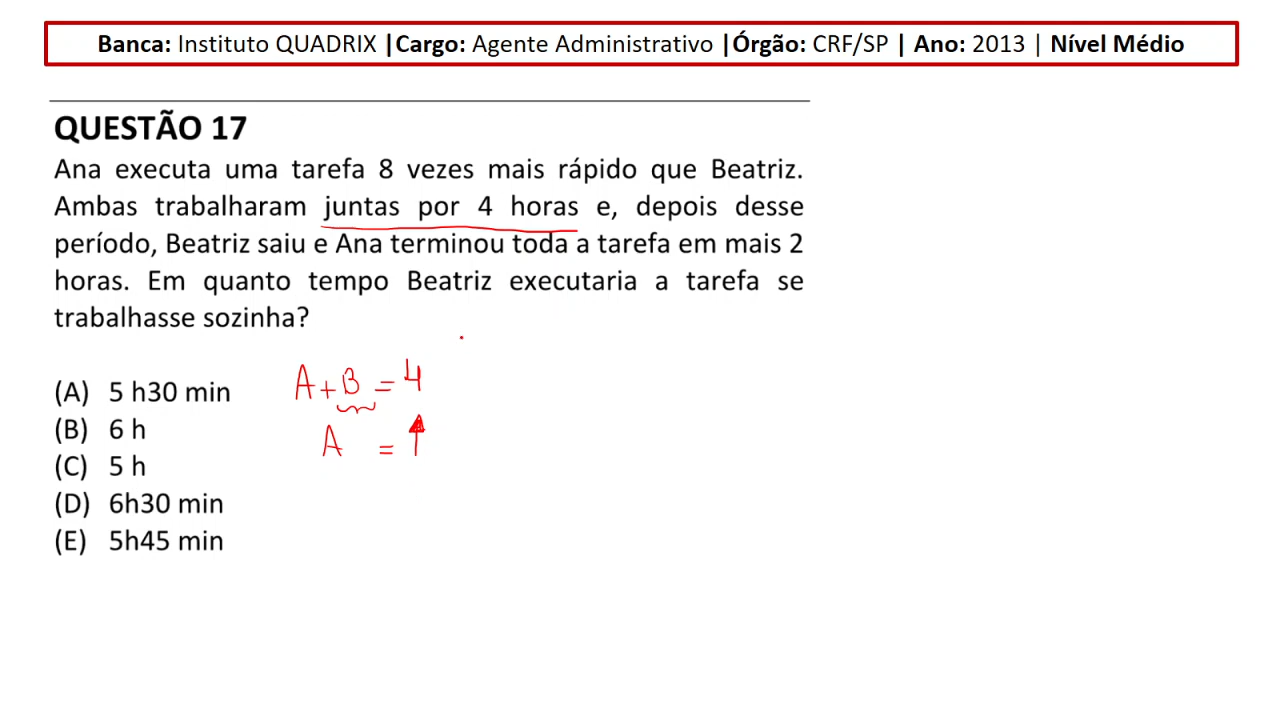 Banca: Instituto QUADRIX |Cargo: Agente Administrativo |Órgão: CRF/SP | Ano: 2013 | Nível Médio
QUESTÃO 17
Ana executa uma tarefa 8 vezes mais rápido que Beatriz.
Ambas trabalharam juntas por 4 horas e, depois desse
período, Beatriz saiu e Ana terminou toda a tarefa em mais 2
horas. Em quanto tempo Beatriz executaria a tarefa se
trabalhasse sozinha?
(A) 5 h30 min
(B) 6 h
(C) 5 h
(D) 6h30 min
(E) 5h45 min
A+B = 4
A =